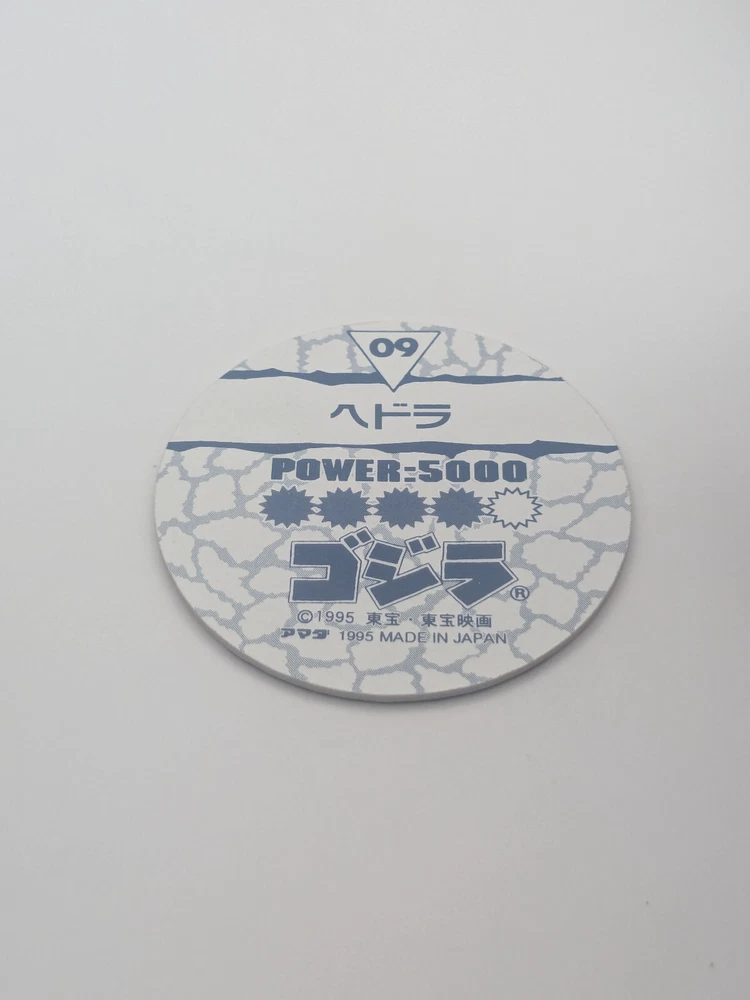 09
ヘドラ
POWER:5000
ゴジラ®
©1995 東宝・東宝映画
アマダ 1995 MADE IN JAPAN